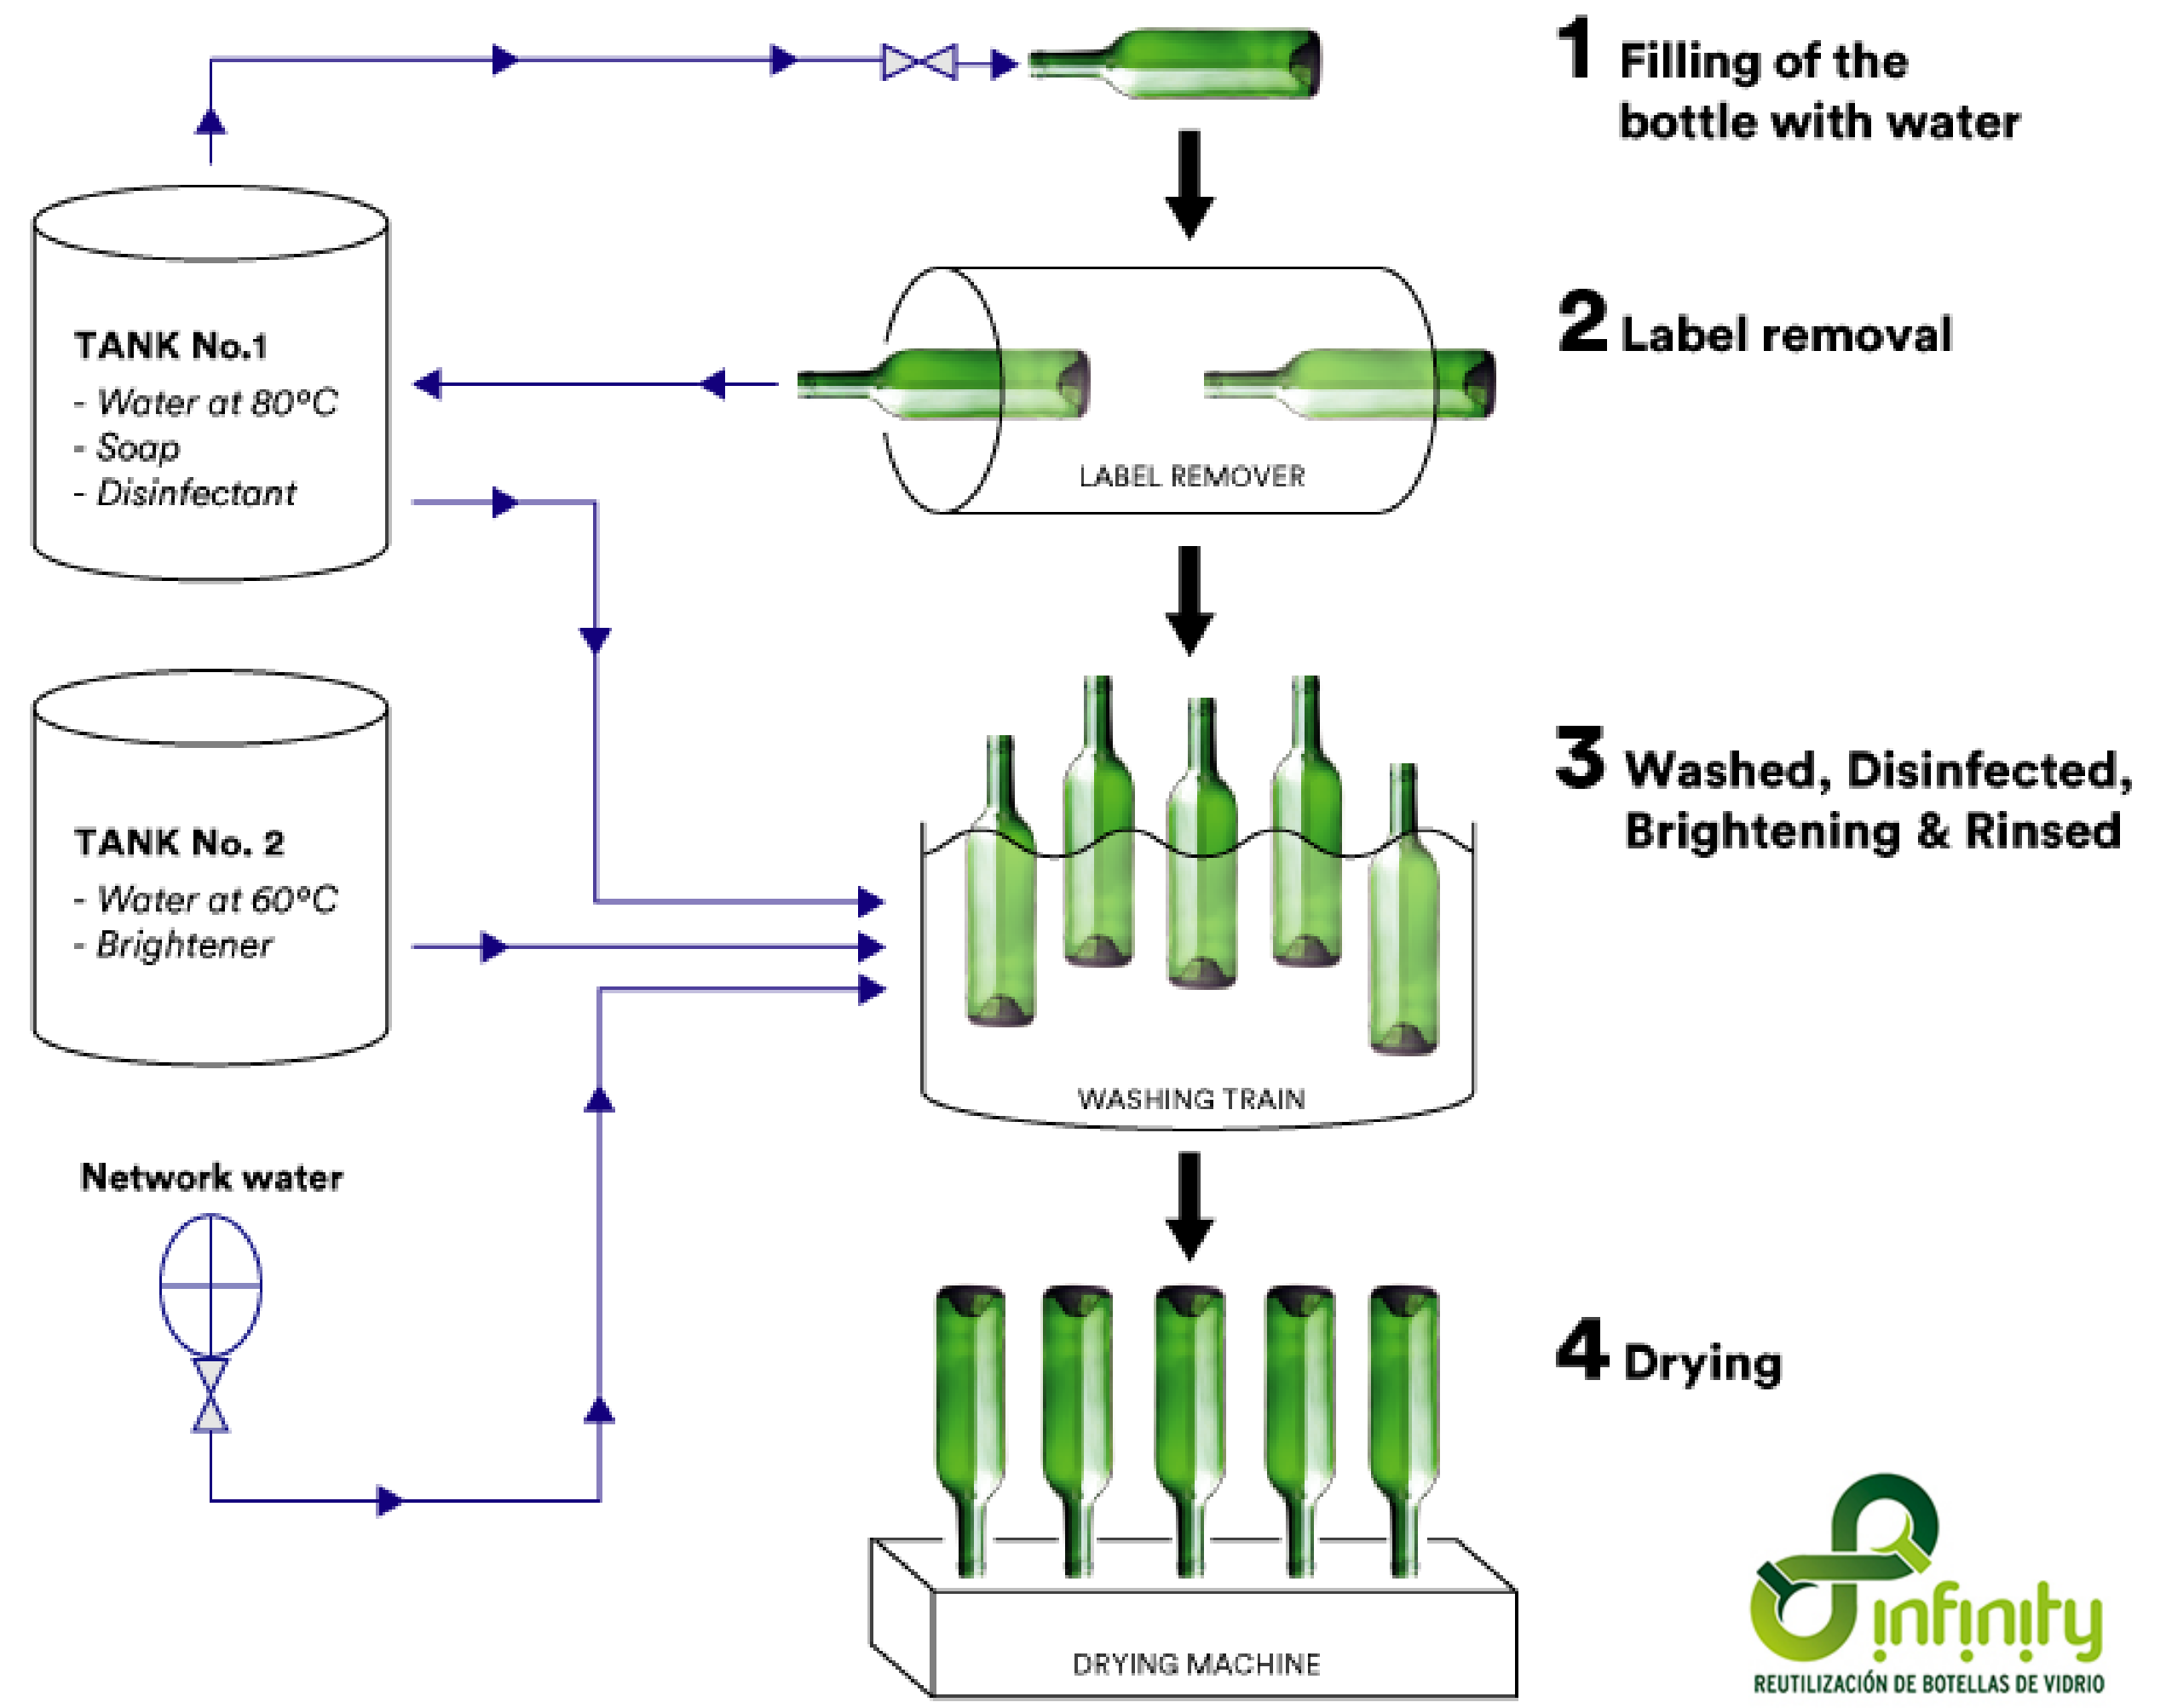 1 Filling of the
bottle with water
TANK No.1
- Water at 80°C
- Soap
- Disinfectant
2 Label removal
LABEL REMOVER
TANK No. 2
- Water at 60°C
- Brightener
3 Washed, Disinfected,
Brightening & Rinsed
WASHING TRAIN
Network water
4 Drying
DRYING MACHINE
infinity
REUTILIZACIÓN DE BOTELLAS DE VIDRIO